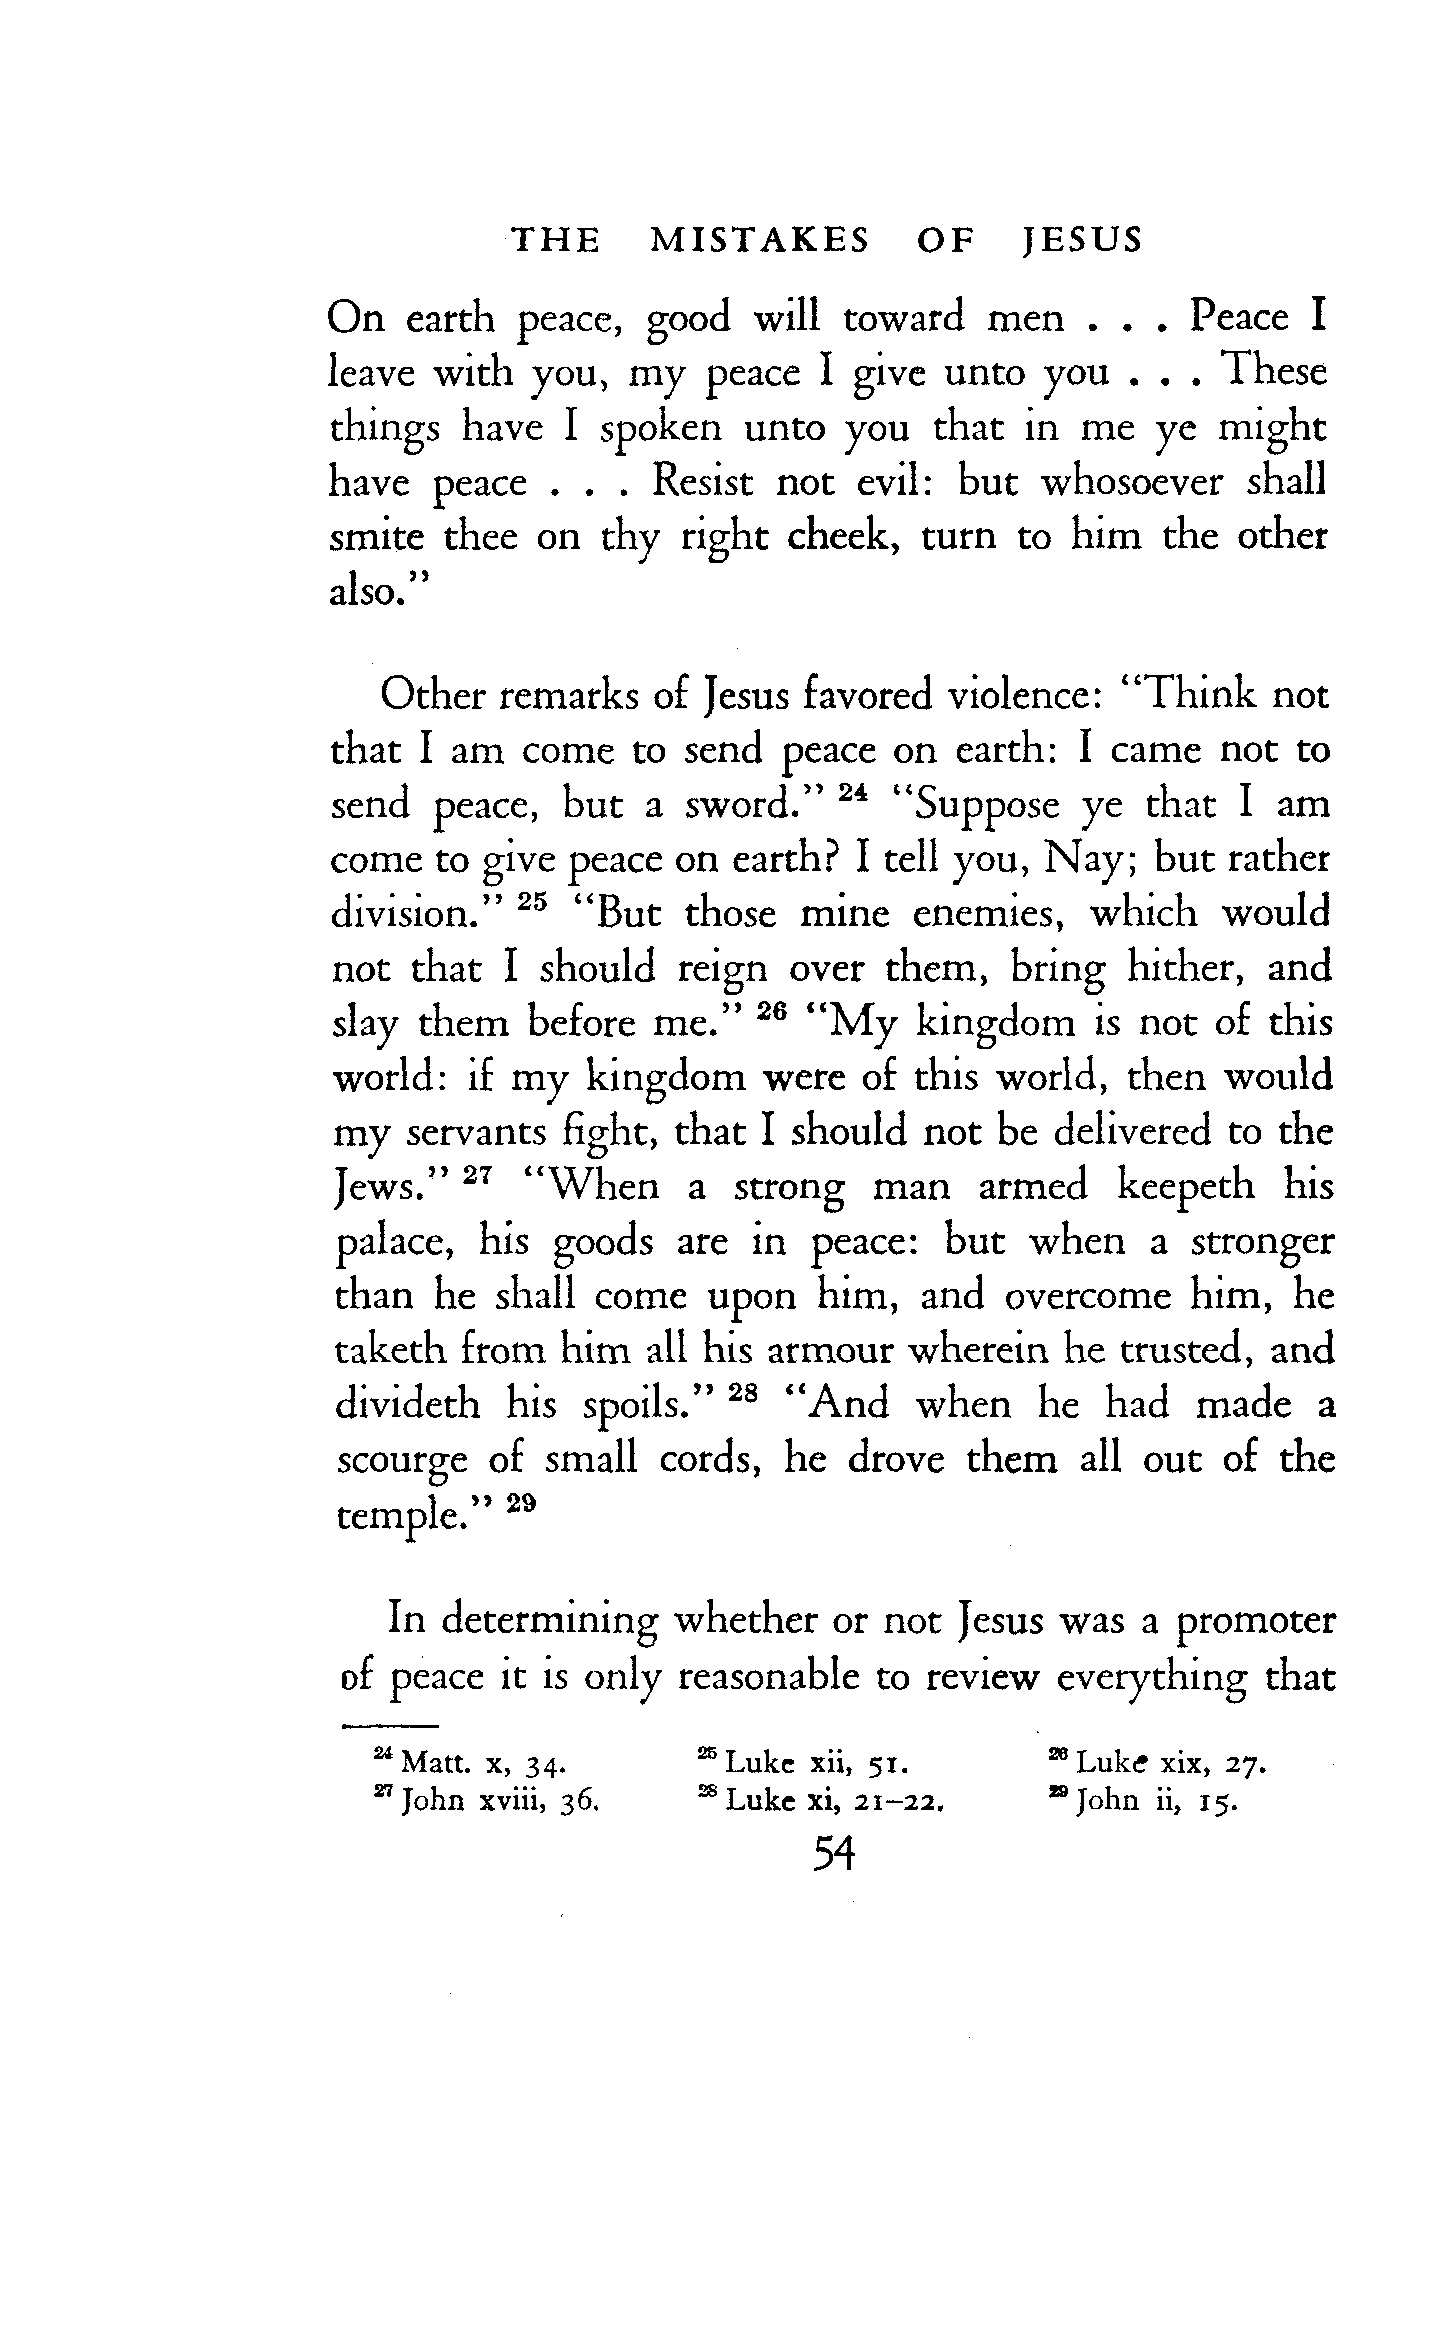 THE MISTAKES OF JESUS
On earth peace, good will toward men . . . Peace I
leave with you, my peace I give unto you . . . These
things have I spoken unto you that in me ye might
have peace . . . Resist not evil: but whosoever shall
smite thee on thy right cheek, turn to him the other
also.”
Other remarks of Jesus favored violence: “Think not
that I am come to send peace on earth: I came not to
send peace, but a sword.” 24 “Suppose ye that I am
come to give peace on earth? I tell you, Nay; but rather
division.” 25 “But those mine enemies, which would
not that I should reign over them, bring hither, and
slay them before me.” 26 “My kingdom is not of this
world: if my kingdom were of this world, then would
my servants fight, that I should not be delivered to the
Jews.” 27 “When a strong man armed keepeth his
palace, his goods are in peace: but when a stronger
than he shall come upon him, and overcome him, he
taketh from him all his armour wherein he trusted, and
divideth his spoils.” 28 “And when he had made a
scourge of small cords, he drove them all out of the
temple.” 29
In determining whether or not Jesus was a promoter
of peace it is only reasonable to review everything that
24 Matt. x, 34. 25 Luke xii, 51. 26 Luke xix, 27.
27 John xviii, 36. 28 Luke xi, 21–22. 29 John ii, 15.
54